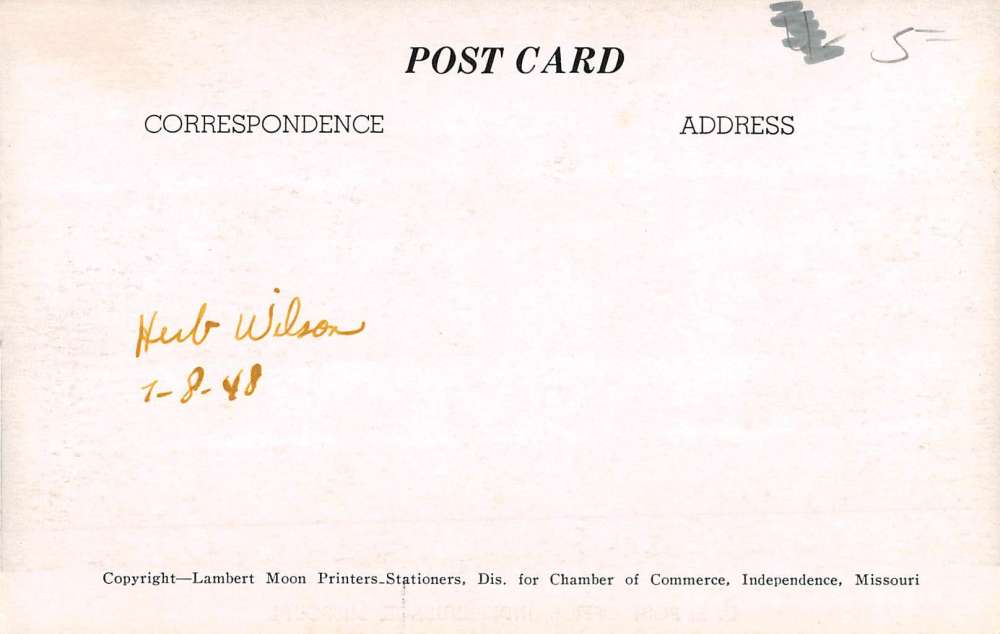 5=
POST CARD
CORRESPONDENCE ADDRESS
Herb Wilson
7-8-48
Copyright—Lambert Moon Printers-Stationers, Dis. for Chamber of Commerce, Independence, Missouri